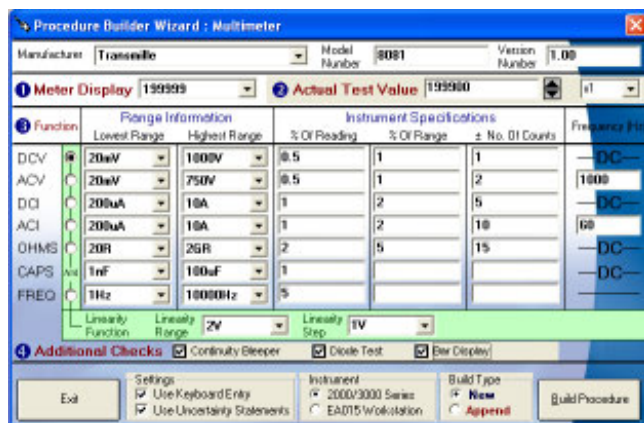 Procedure Builder Wizard : Multimeter
Manufacturer Transmille Model Number 8081 Version Number 1.00
1 Meter Display 199999 2 Actual Test Value 199900 x1
3 Function Range Information Instrument Specifications Frequency (Hz)
Lowest Range Highest Range % Of Reading % Of Range ± No. Of Counts
DCV 20mV 1000V 0.5 1 1 DC
ACV 20mV 750V 0.5 1 2 1000
DCI 200uA 10A 1 2 5 DC
ACI 200uA 10A 1 2 10 60
OHMS 20R 2GR 2 5 15 DC
CAPS 1nF 100uF 1 DC
FREQ 1Hz 10000Hz 5
Linearity Function Linearity Range 2V Linearity Step 1V
4 Additional Checks Continuity Bleeper Diode Test Bar Display
Exit
Settings
Use Keyboard Entry
Use Uncertainty Statements
Instrument
2000/3000 Series
EA015 Workstation
Build Type
New
Append
Build Procedure